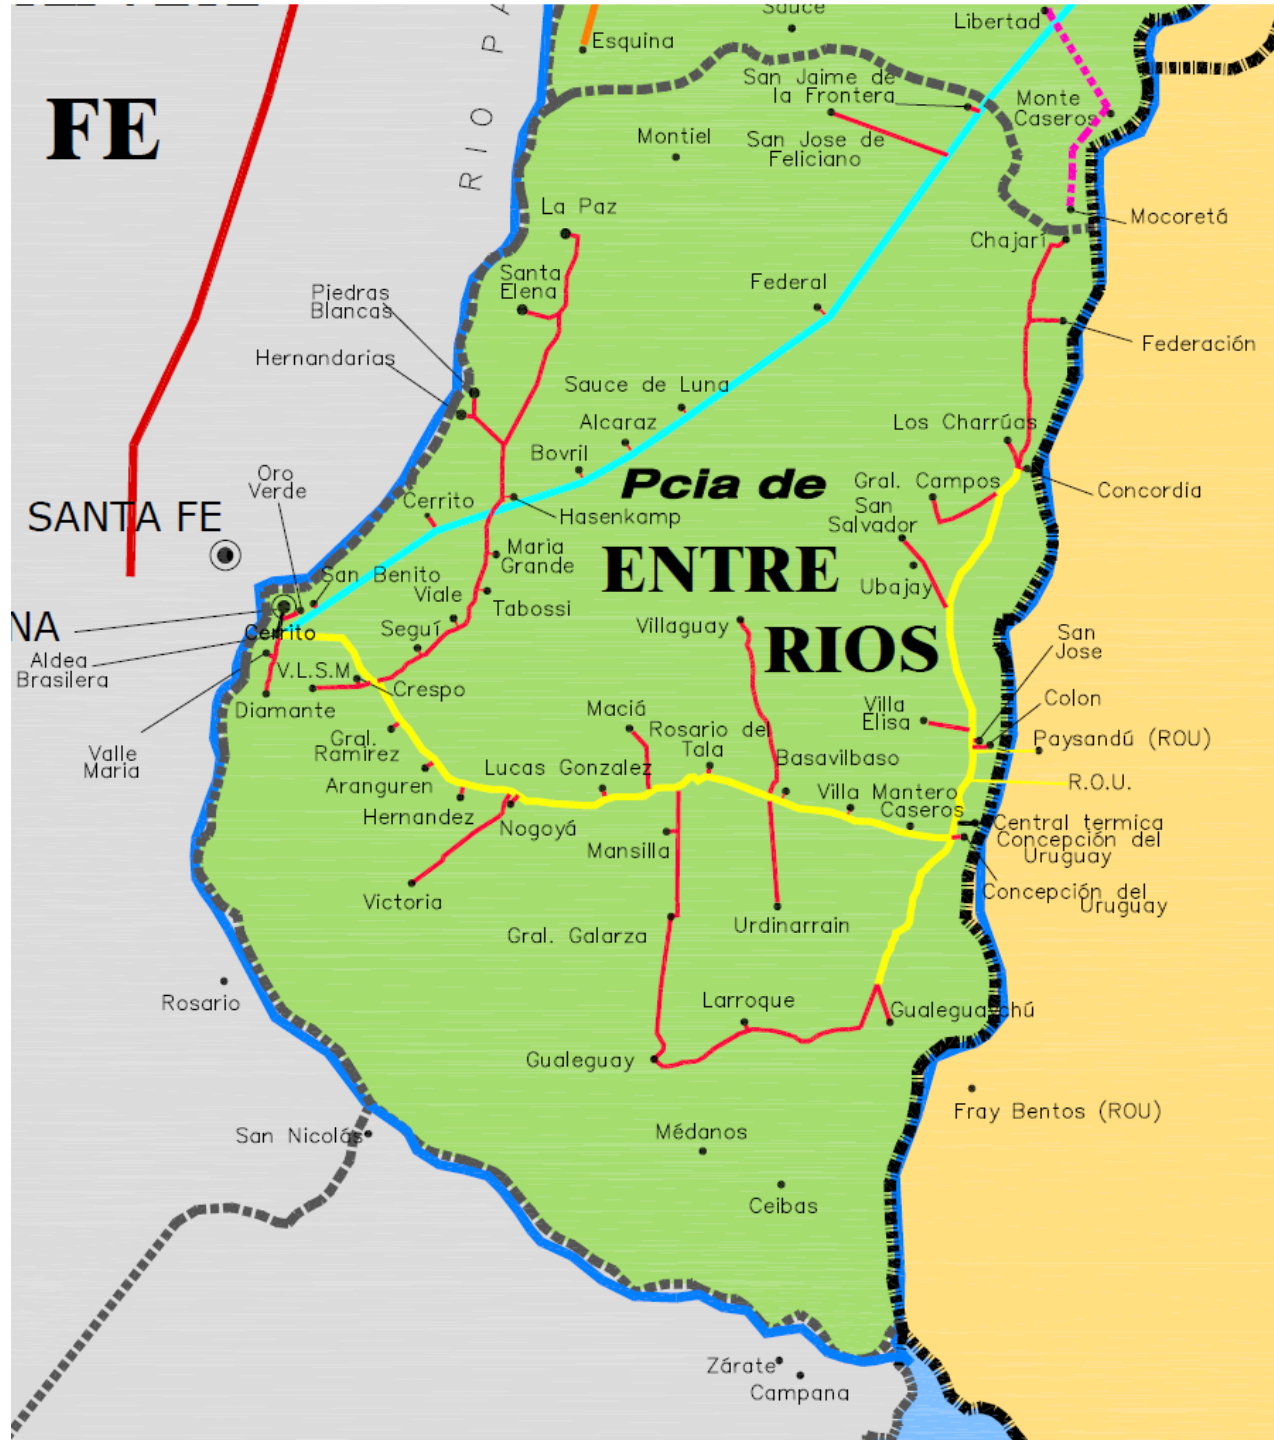 Sauce
Libertad
Esquina
RIO PA
FE
San Jaime de
la Frontera
Monte
Caseros
Montiel
San Jose de
Feliciano
La Paz
Mocoretá
Chajarí
Santa
Elena
Federal
Piedras
Blancas
Federación
Hernandarias
Sauce de Luna
Alcaraz
Los Charrúas
Bovril
Oro
Verde
Pcia de
Gral. Campos
Concordia
SANTA FE
Cerrito
Hasenkamp
San
Salvador
Maria
Grande
ENTRE
San Benito
Ubajay
Viale
Tabossi
NA
Cerrito
Seguí
Villaguay
RIOS
San
Jose
Aldea
Brasilera
V.L.S.M
Crespo
Colon
Diamante
Maciá
Villa
Elisa
Rosario del
Tala
Paysandú (ROU)
Gral.
Ramirez
Valle
Maria
Basavilbaso
Lucas Gonzalez
R.O.U.
Aranguren
Villa Mantero
Caseros
Hernandez
Nogoyá
Central termica
Concepción del
Uruguay
Mansilla
Concepción del
Uruguay
Victoria
Urdinarrain
Gral. Galarza
Rosario
Larroque
Gualeguaychú
Gualeguay
Fray Bentos (ROU)
San Nicolás
Médanos
Ceibas
Zárate
Campana